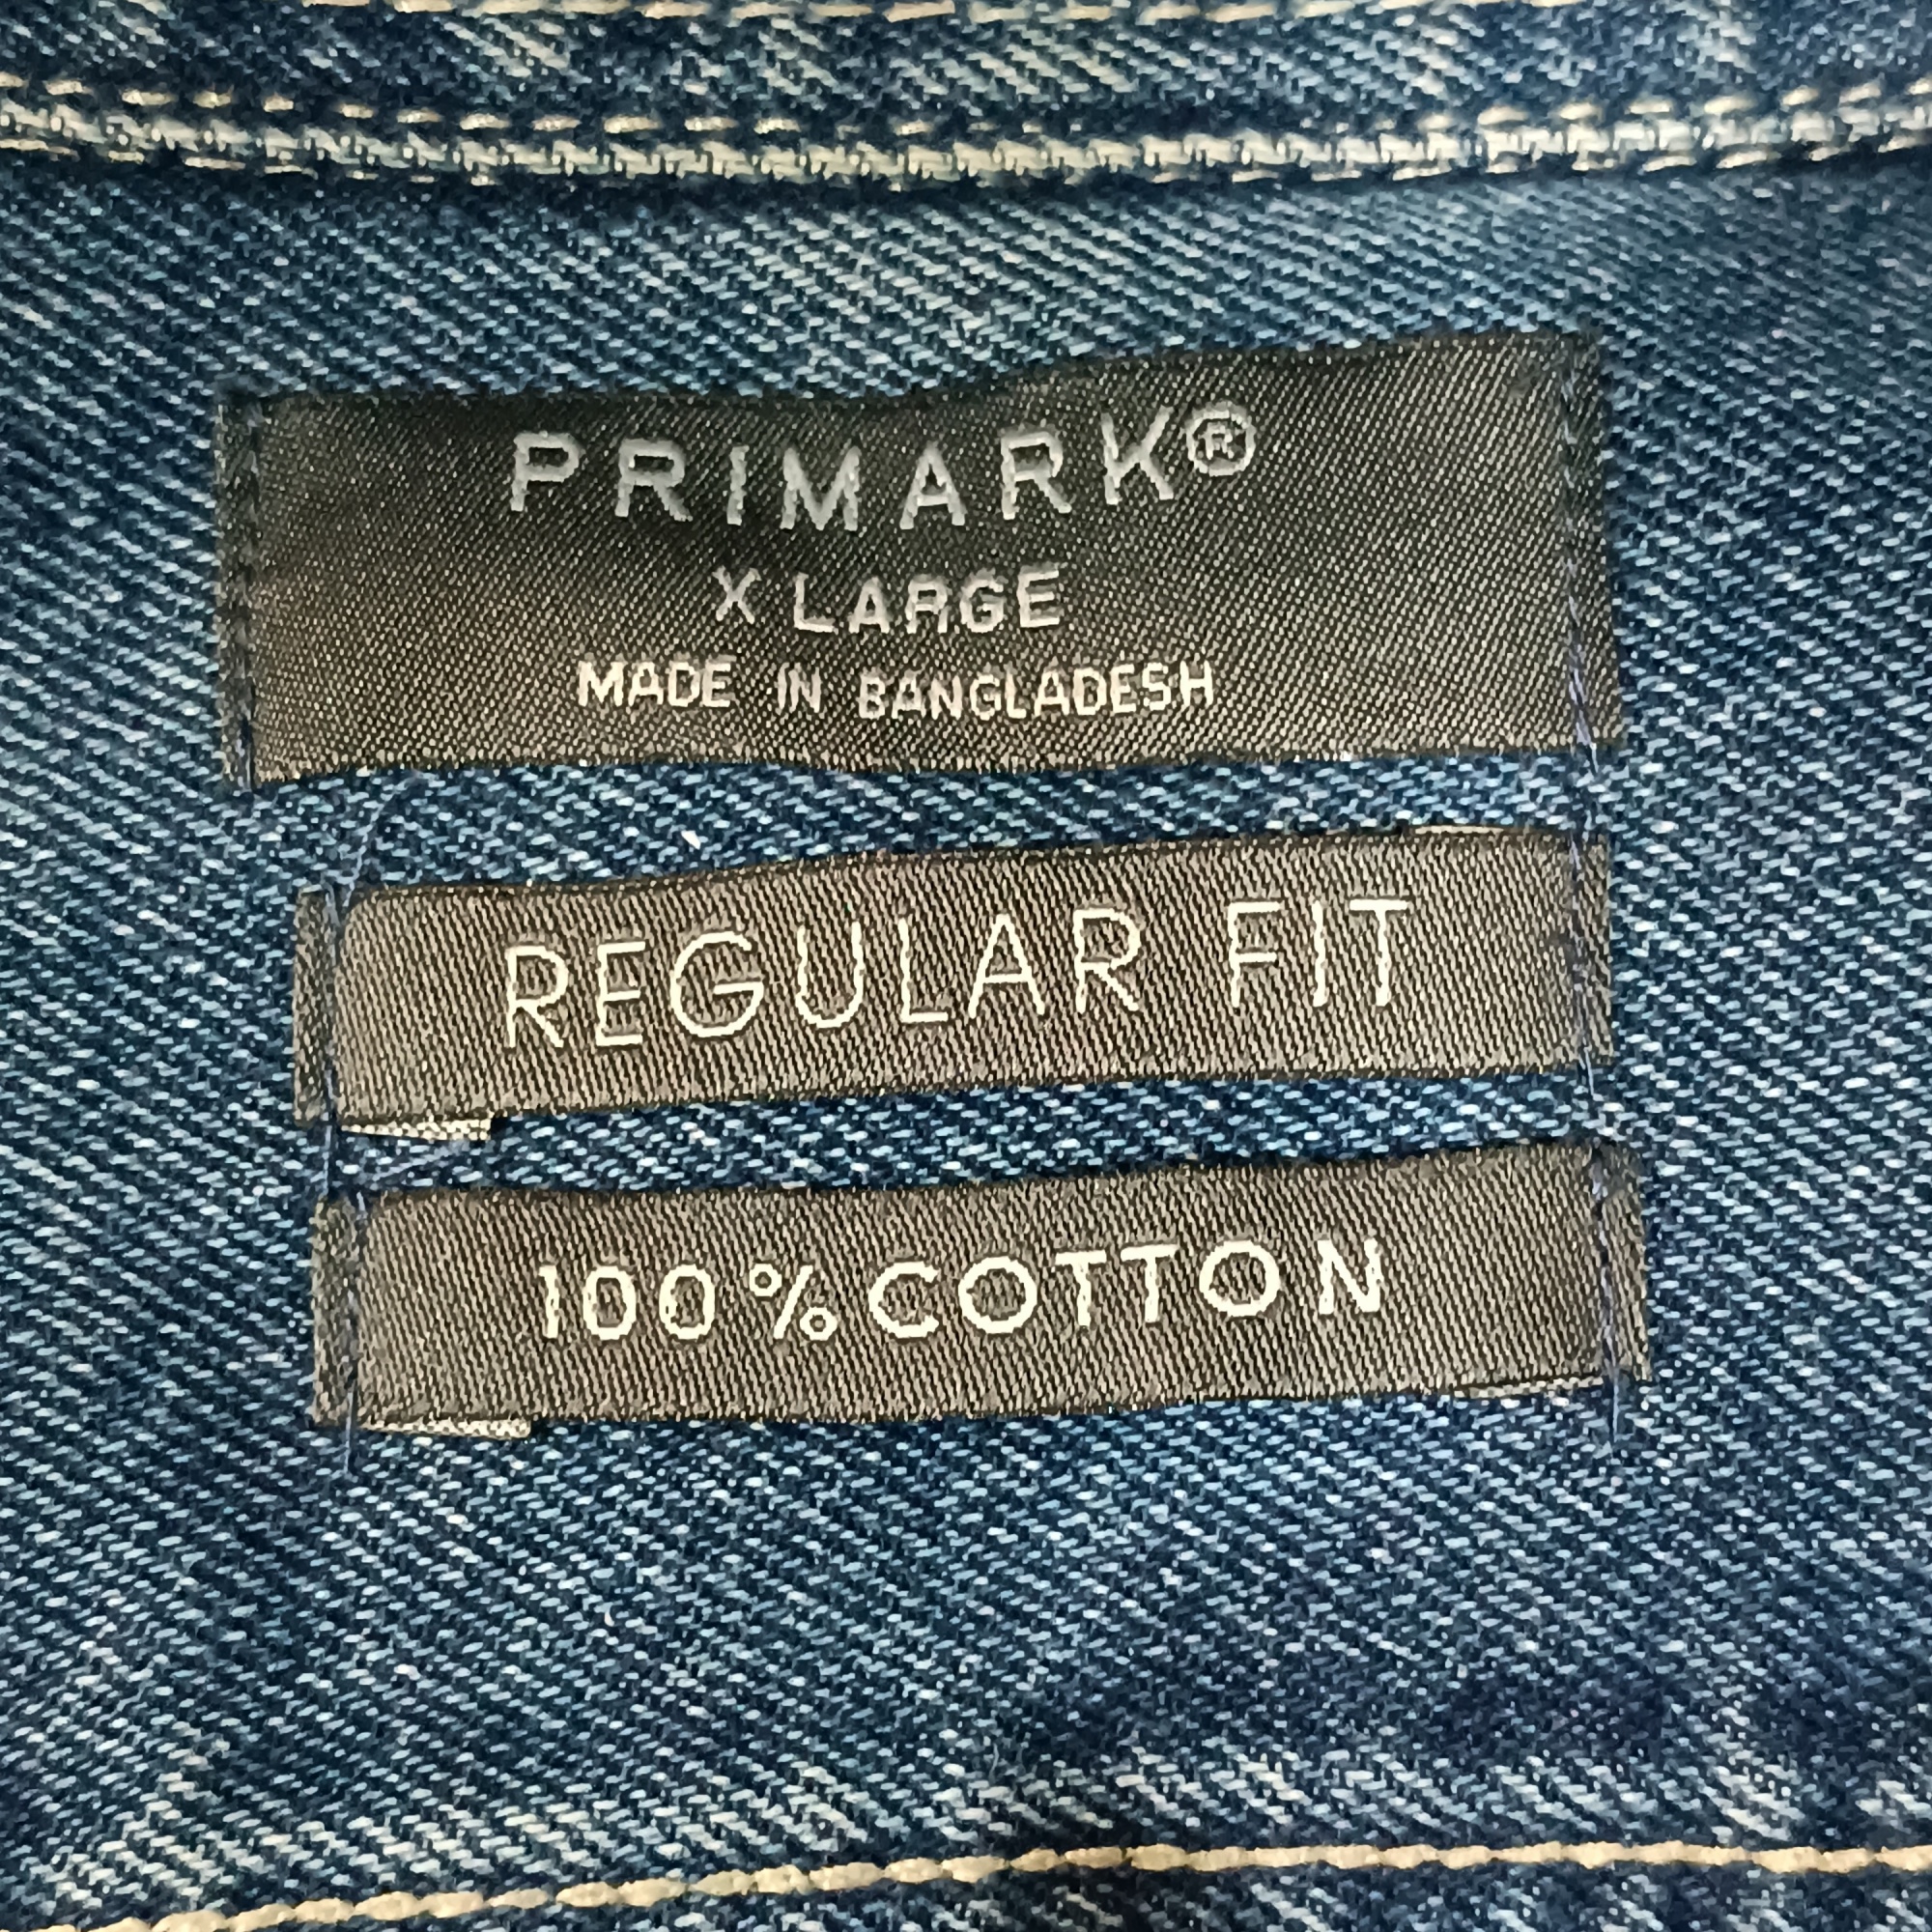 PRIMARK®
X LARGE
MADE IN BANGLADESH
REGULAR FIT
100% COTTON